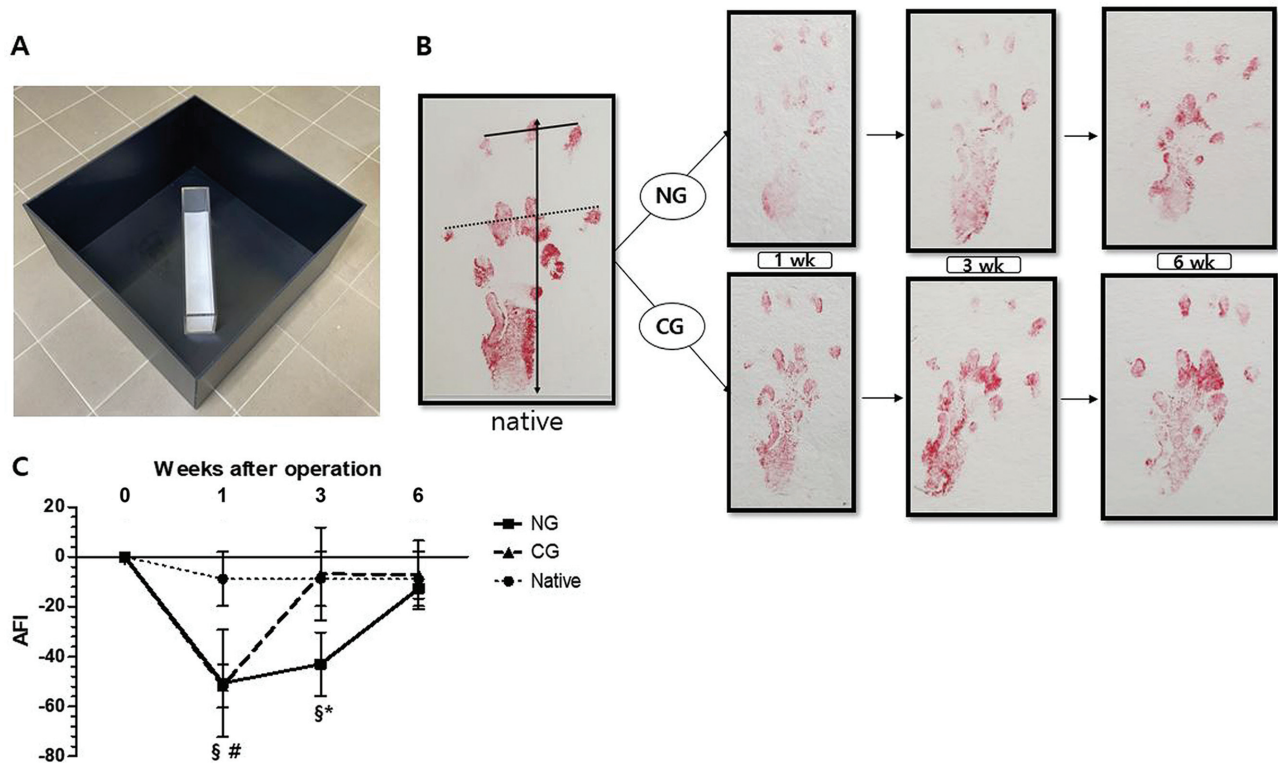 A
B
NG
CG
native
1 wk
3 wk
6 wk
C
Weeks after operation
0 1 3 6
20
0
-20
-40
-60
-80
AFI
NG
CG
Native
§ #
§*